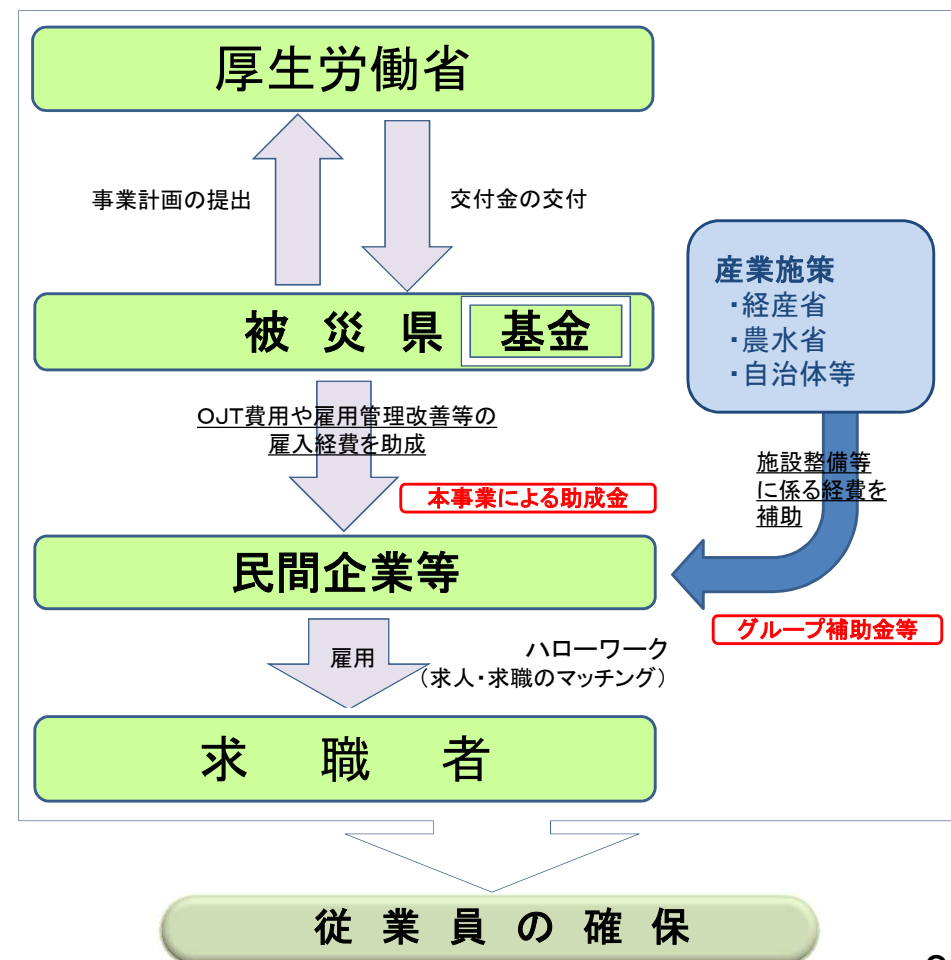 厚生労働省
事業計画の提出
交付金の交付
産業施策
・経産省
・農水省
・自治体等
被 災 県 基金
OJT費用や雇用管理改善等の
雇入経費を助成
施設整備等
に係る経費を
補助
本事業による助成金
民間企業等
グループ補助金等
雇用
ハローワーク
（求人・求職のマッチング）
求 職 者
従 業 員 の 確 保